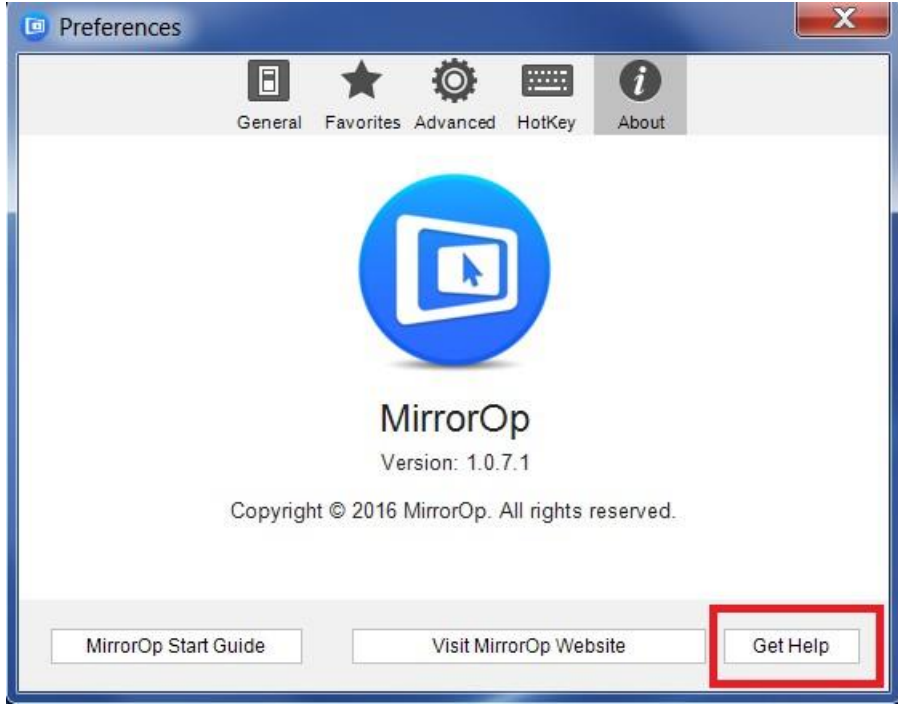 Preferences
General Favorites Advanced HotKey About
MirrorOp
Version: 1.0.7.1
Copyright © 2016 MirrorOp. All rights reserved.
MirrorOp Start Guide Visit MirrorOp Website Get Help